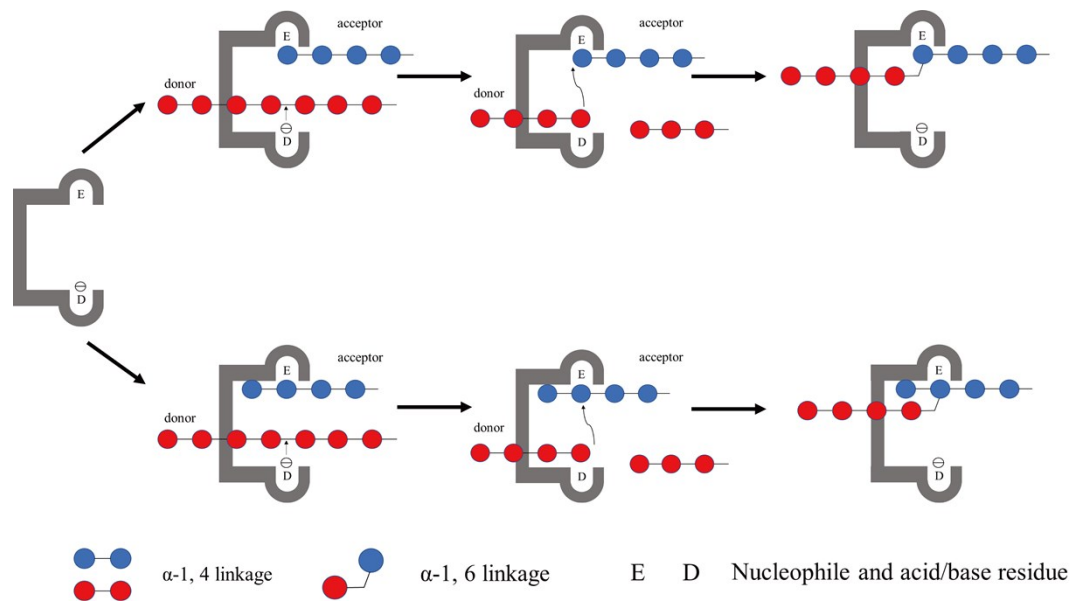 E
acceptor
donor
⊖
D
E
acceptor
donor
D
E
⊖
D
E
⊖
D
E
acceptor
donor
⊖
D
E
acceptor
donor
D
E
⊖
D
α-1, 4 linkage
α-1, 6 linkage
E D Nucleophile and acid/base residue